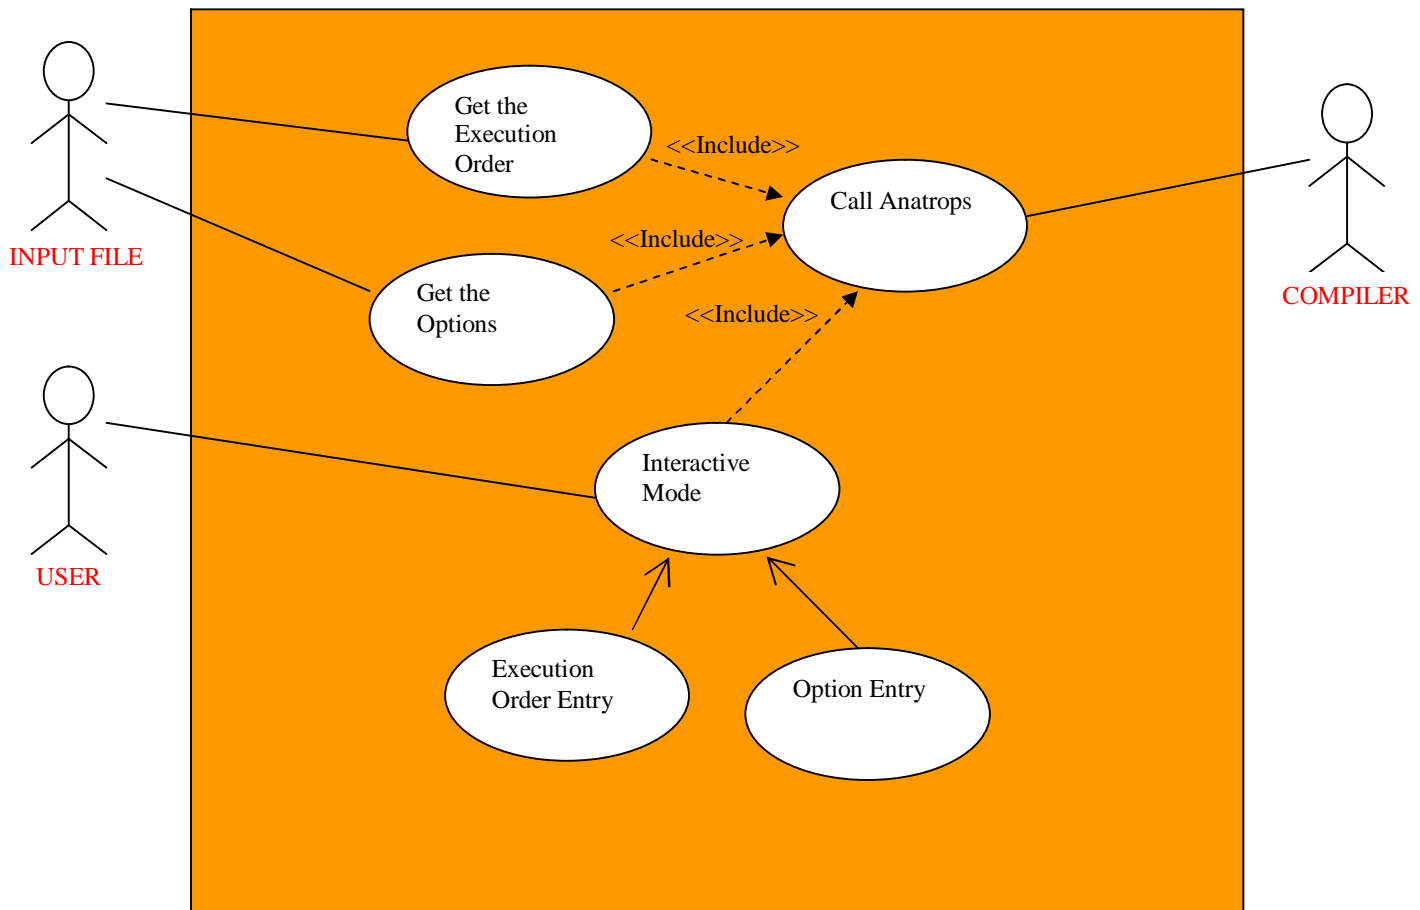 Get the
Execution
Order
<<Include>>
Call Anatrops
INPUT FILE
<<Include>>
Get the
Options
<<Include>>
COMPILER
Interactive
Mode
USER
Execution
Order Entry
Option Entry